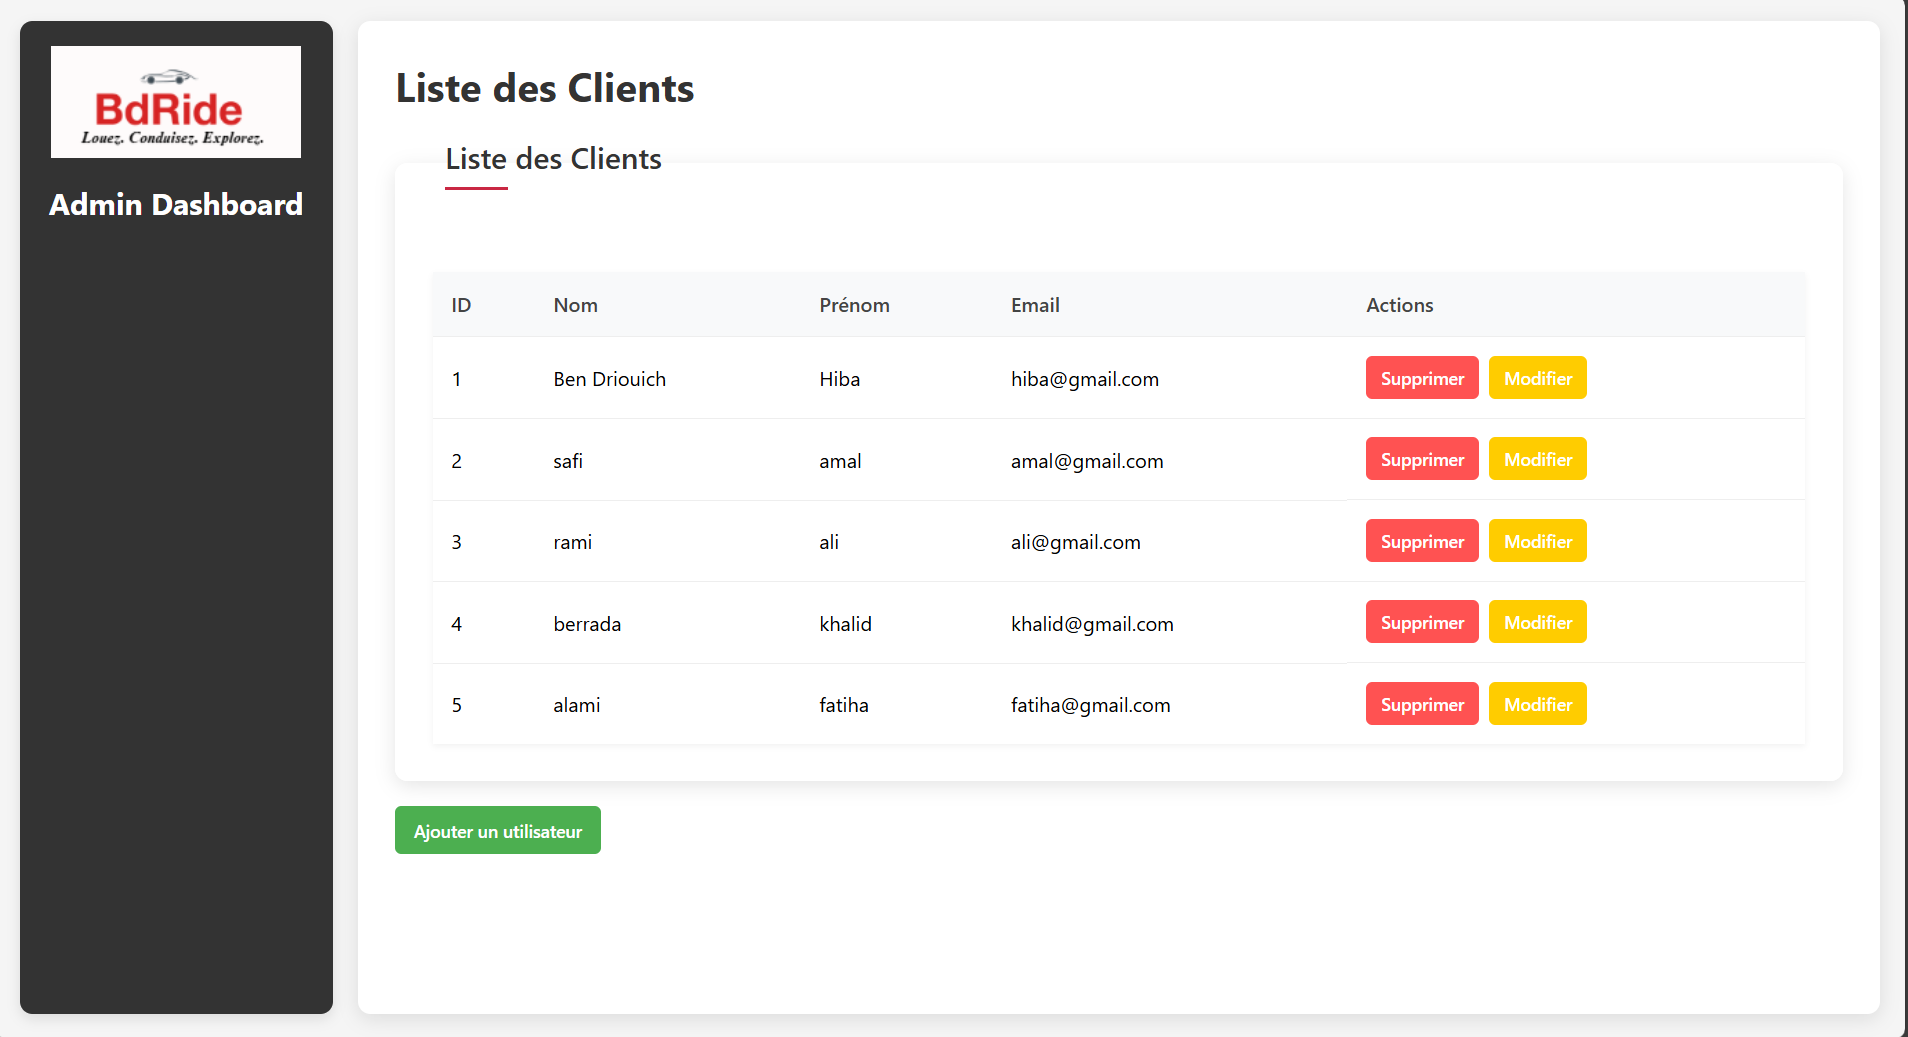 BdRide
Louez. Conduisez. Explorez.
Admin Dashboard
Liste des Clients
Liste des Clients
ID Nom Prénom Email Actions
1 Ben Driouich Hiba hiba@gmail.com Supprimer Modifier
2 safi amal amal@gmail.com Supprimer Modifier
3 rami ali ali@gmail.com Supprimer Modifier
4 berrada khalid khalid@gmail.com Supprimer Modifier
5 alami fatiha fatiha@gmail.com Supprimer Modifier
Ajouter un utilisateur